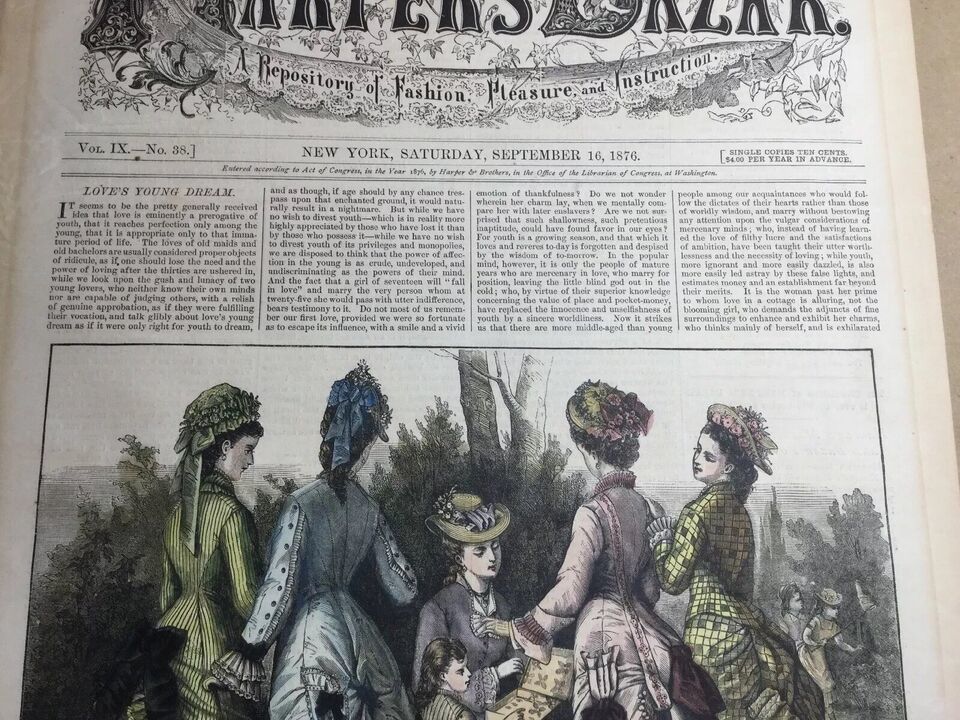 HARPER'S BAZAR.
A Repository of Fashion, Pleasure, and Instruction.
VOL. IX.—No. 38.]
NEW YORK, SATURDAY, SEPTEMBER 16, 1876.
[SINGLE COPIES TEN CENTS.
$4.00 PER YEAR IN ADVANCE.
Entered according to Act of Congress, in the Year 1876, by Harper & Brothers, in the Office of the Librarian of Congress, at Washington.
LOVE'S YOUNG DREAM.
IT seems to be the pretty generally received
idea that love is eminently a prerogative of
youth, that it reaches perfection only among the
young, that it is appropriate only to that imma-
ture period of life. The loves of old maids and
old bachelors are usually considered proper objects
of ridicule, as if one should lose the need and the
power of loving after the thirties are ushered in,
while we look upon the gush and lunacy of two
young lovers, who neither know their own minds
nor are capable of judging others, with a relish
of genuine approbation, as if they were fulfilling
their vocation, and talk glibly about love's young
dream as if it were only right for youth to dream,
and as though, if age should by any chance tres-
pass upon that enchanted ground, it would natu-
rally result in a nightmare. But while we have
no wish to divest youth—which is in reality more
highly appreciated by those who have lost it than
by those who possess it—while we have no wish
to divest youth of its privileges and monopolies,
we are disposed to think that the power of affec-
tion in the young is as crude, undeveloped, and
undiscriminating as the powers of their mind.
And the fact that a girl of seventeen will "fall
in love" and marry the very person whom at
twenty-five she would pass with utter indifference,
bears testimony to it. Do not most of us remem-
ber our first love, provided we were so fortunate
as to escape its influence, with a smile and a vivid
emotion of thankfulness? Do we not wonder
wherein her charm lay, when we mentally com-
pare her with later enslavers? Are we not sur-
prised that such shallowness, such pretentious
inaptitude, could have found favor in our eyes?
For youth is a growing season, and that which it
loves and reveres to-day is forgotten and despised
by the wisdom of to-morrow. In the popular
mind, however, it is only the people of mature
years who are mercenary in love, who marry for
position, leaving the little blind god out in the
cold; who, by virtue of their superior knowledge
concerning the value of place and pocket-money,
have replaced the innocence and unselfishness of
youth by a sincere worldliness. Now it strikes
us that there are more middle-aged than young
people among our acquaintances who would fol-
low the dictates of their hearts rather than those
of worldly wisdom, and marry without bestowing
any attention upon the vulgar considerations of
mercenary minds; who, instead of having learn-
ed the love of filthy lucre and the satisfactions
of ambition, have been taught their utter worth-
lessness and the necessity of loving; while youth,
more ignorant and more easily dazzled, is also
more easily led astray by these false lights, and
estimates money and an establishment far beyond
their merits. It is the woman past her prime
to whom love in a cottage is alluring, not the
blooming girl, who demands the adjuncts of fine
surroundings to enhance and exhibit her charms,
who thinks mainly of herself, and is exhilarated